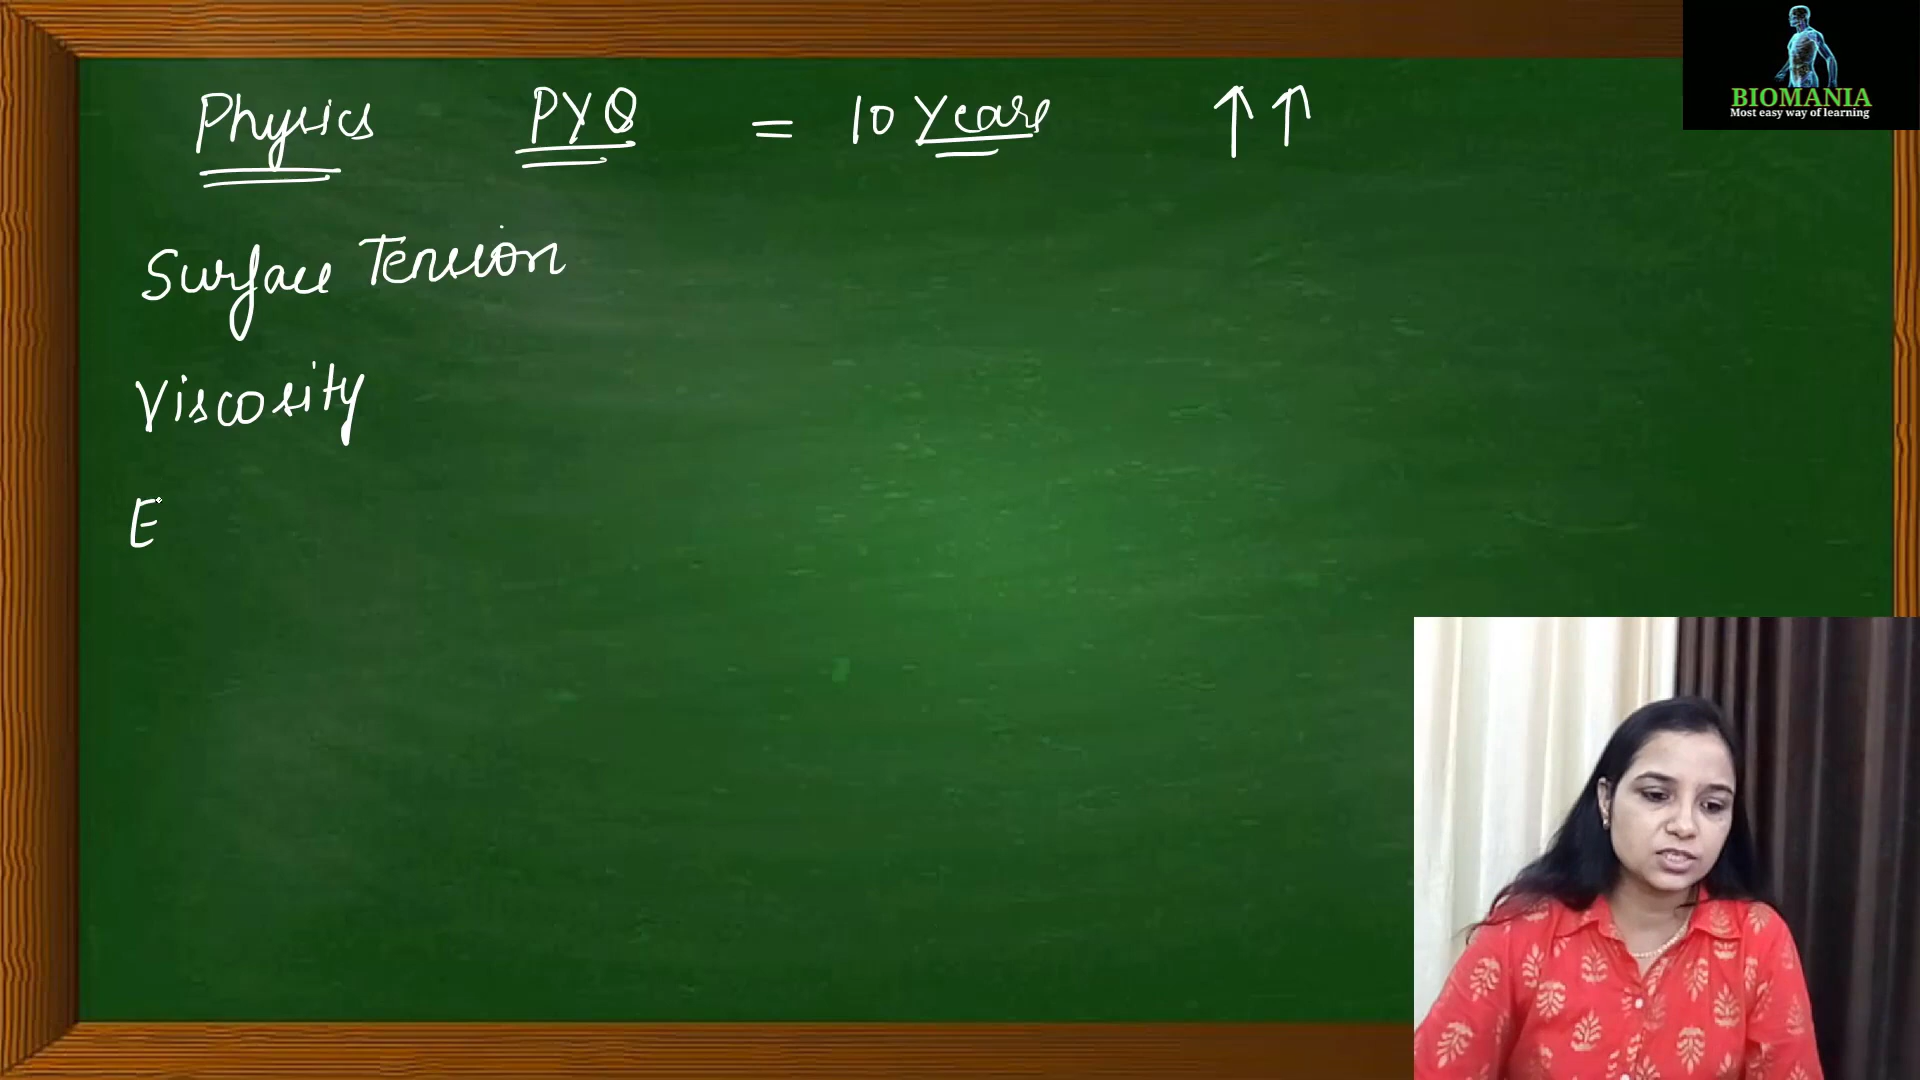 Physics PYQ = 10 Years ↑↑
BIOMANIA
Most easy way of learning
Surface Tension
Viscosity
E